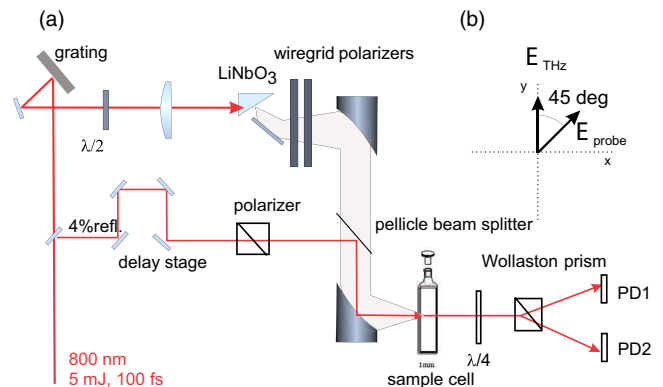 (a)
(b)
grating
wiregrid polarizers
LiNbO3
E THz
y
45 deg
E probe
x
λ/2
4%refl.
polarizer
pellicle beam splitter
delay stage
Wollaston prism
PD1
PD2
800 nm
5 mJ, 100 fs
1mm
λ/4
sample cell